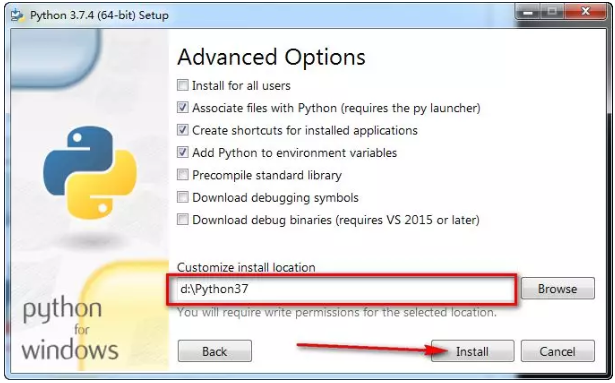 Python 3.7.4 (64-bit) Setup
Advanced Options
Install for all users
Associate files with Python (requires the py launcher)
Create shortcuts for installed applications
Add Python to environment variables
Precompile standard library
Download debugging symbols
Download debug binaries (requires VS 2015 or later)
Customize install location
d:\Python37
Browse
You will require write permissions for the selected location.
python
for
windows
Back
Install
Cancel